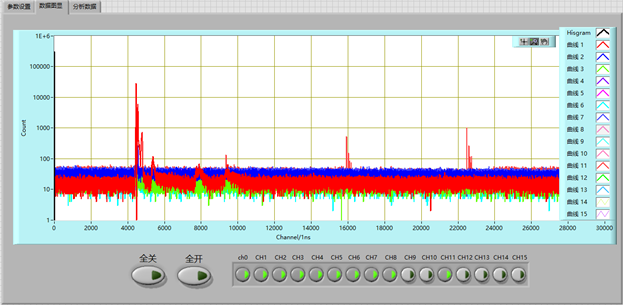 参数设置 数据图显 分析数据
1E+6
100000
10000
1000
100
10
1
Count
0 2000 4000 6000 8000 10000 12000 14000 16000 18000 20000 22000 24000 26000 28000 30000
Channel/1ns
Hisgram
曲线 1
曲线 2
曲线 3
曲线 4
曲线 5
曲线 6
曲线 7
曲线 8
曲线 9
曲线 10
曲线 11
曲线 12
曲线 13
曲线 14
曲线 15
全关 全开
ch0 CH1 CH2 CH3 CH4 CH5 CH6 CH7 CH8 CH9 CH10 CH11 CH12 CH13 CH14 CH15